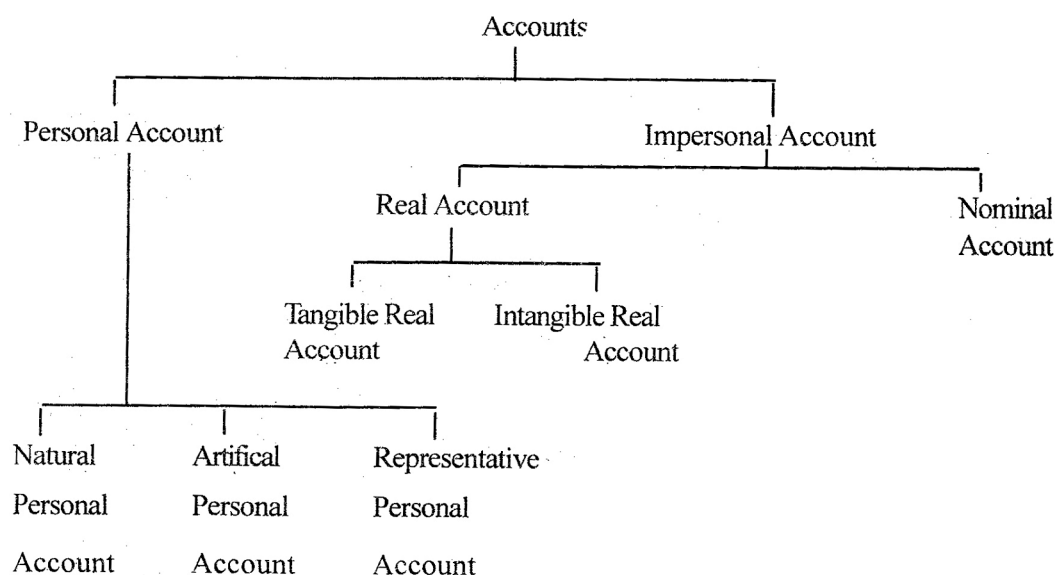 Accounts
Personal Account
Impersonal Account
Real Account
Nominal
Account
Tangible Real
Account
Intangible Real
Account
Natural
Personal
Account
Artifical
Personal
Account
Representative
Personal
Account